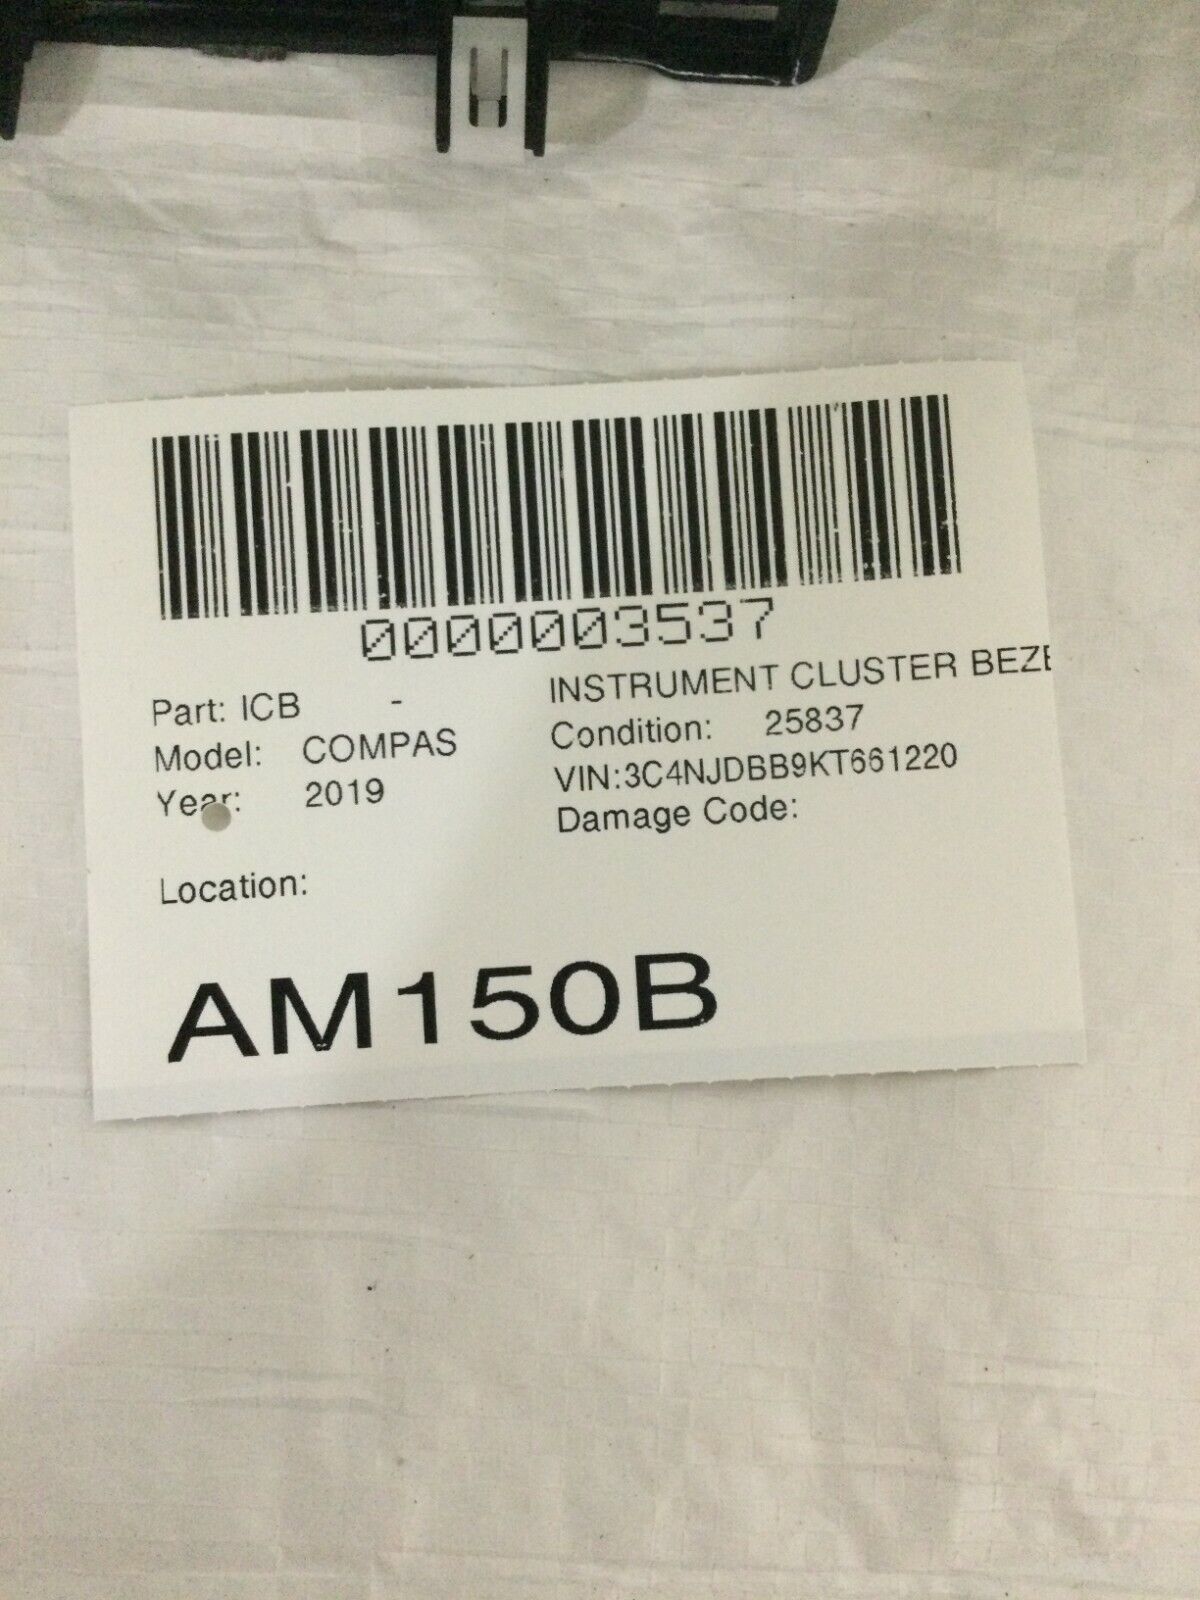 0000003537
Part: ICB - INSTRUMENT CLUSTER BEZE
Model: COMPAS Condition: 25837
Year: 2019 VIN:3C4NJDBB9KT661220
Damage Code:
Location:
AM150B